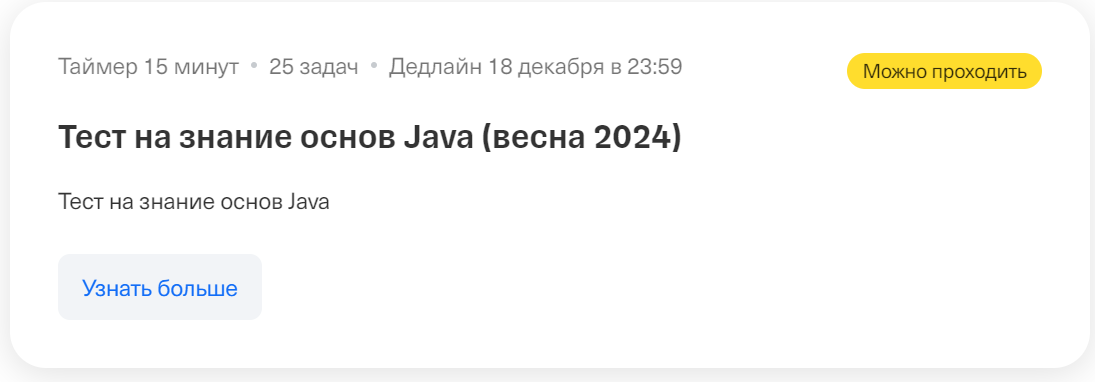 Таймер 15 минут • 25 задач • Дедлайн 18 декабря в 23:59
Можно проходить
Тест на знание основ Java (весна 2024)
Тест на знание основ Java
Узнать больше